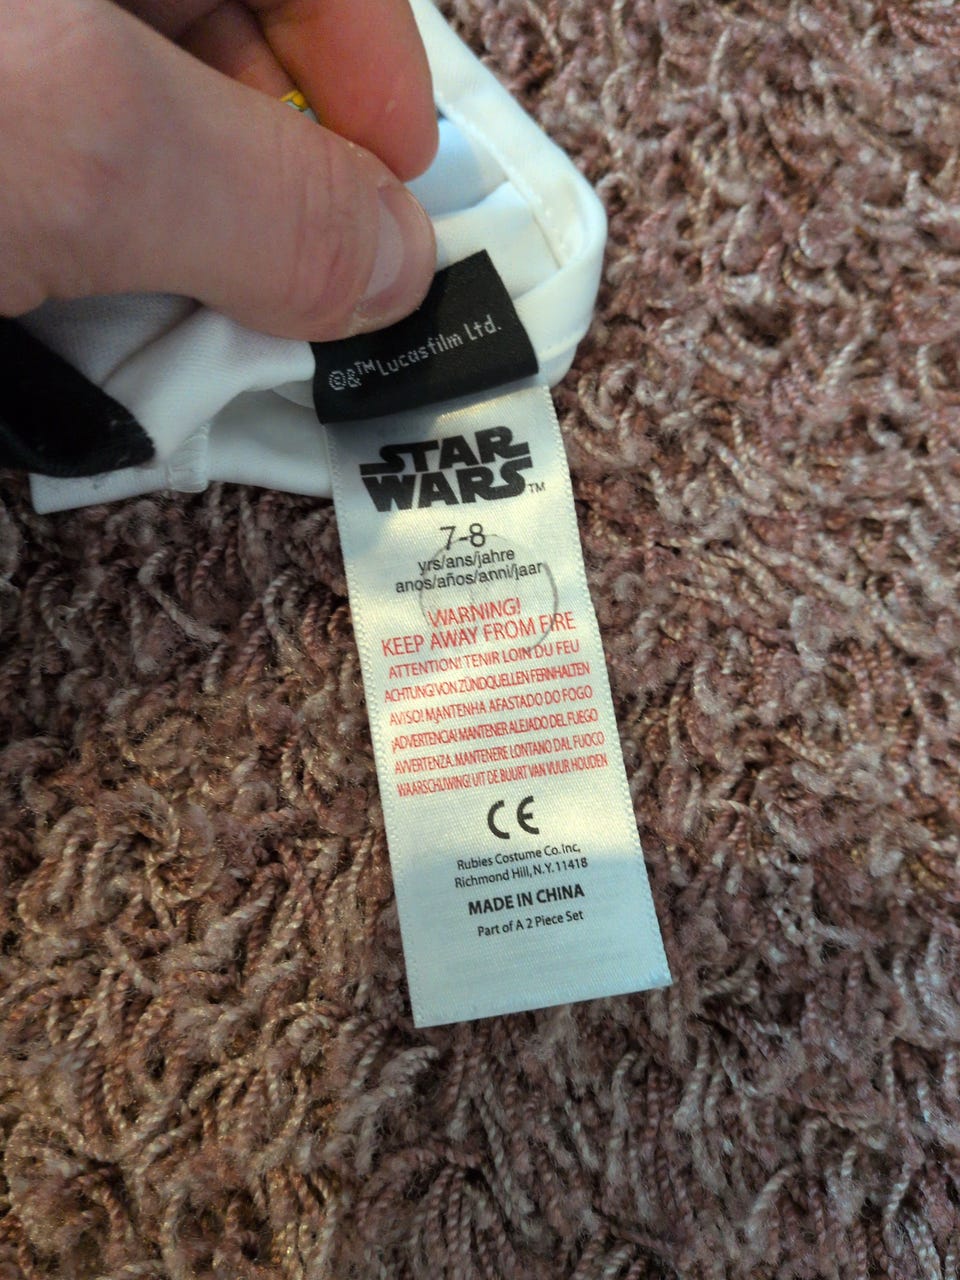 ©&™Lucasfilm Ltd.
STAR
WARS™
7-8
yrs/ans/jahre
anos/años/anni/jaar
WARNING!
KEEP AWAY FROM FIRE
ATTENTION! TENIR LOIN DU FEU
ACHTUNG! VON ZÜNDQUELLEN FERNHALTEN
AVISO! MANTENHA AFASTADO DO FOGO
¡ADVERTENCIA! MANTENER ALEJADO DEL FUEGO
AVVERTENZA. MANTENERE LONTANO DAL FUOCO
WAARSCHUWING! UIT DE BUURT VAN VUUR HOUDEN
CE
Rubies Costume Co. Inc,
Richmond Hill, N.Y. 11418
MADE IN CHINA
Part of A 2 Piece Set